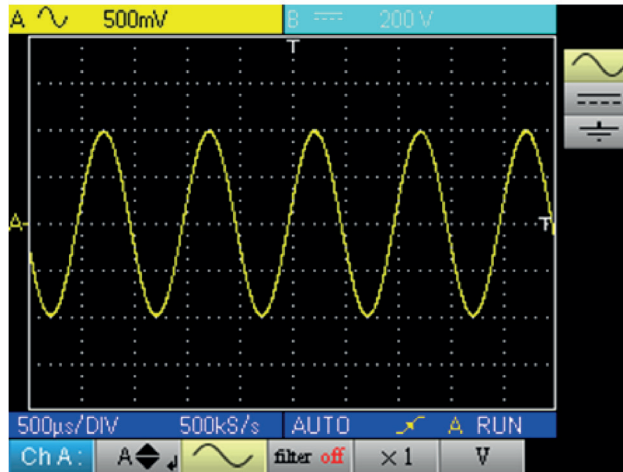 A 500mV B 200 V
T
A T
500µs/DIV 500kS/s AUTO A RUN
Ch A: A filter off ×1 V